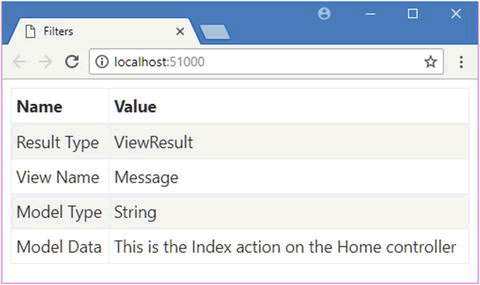 Filters
localhost:51000
Name Value
Result Type ViewResult
View Name Message
Model Type String
Model Data This is the Index action on the Home controller